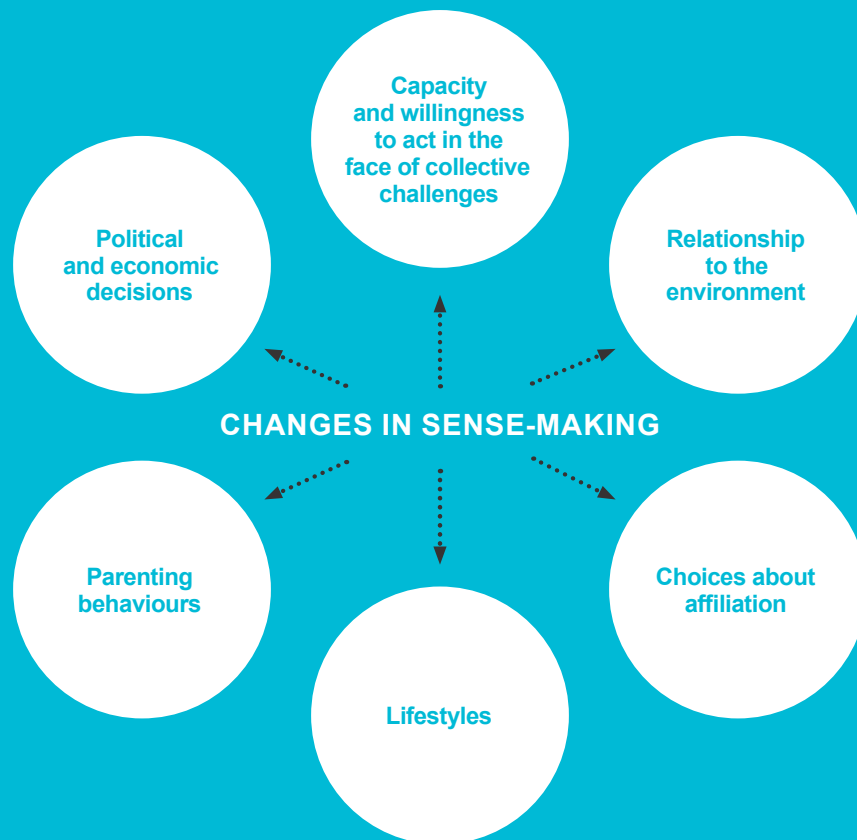 Capacity
and willingness
to act in the
face of collective
challenges
Political
and economic
decisions
Relationship
to the
environment
CHANGES IN SENSE-MAKING
Parenting
behaviours
Choices about
affiliation
Lifestyles